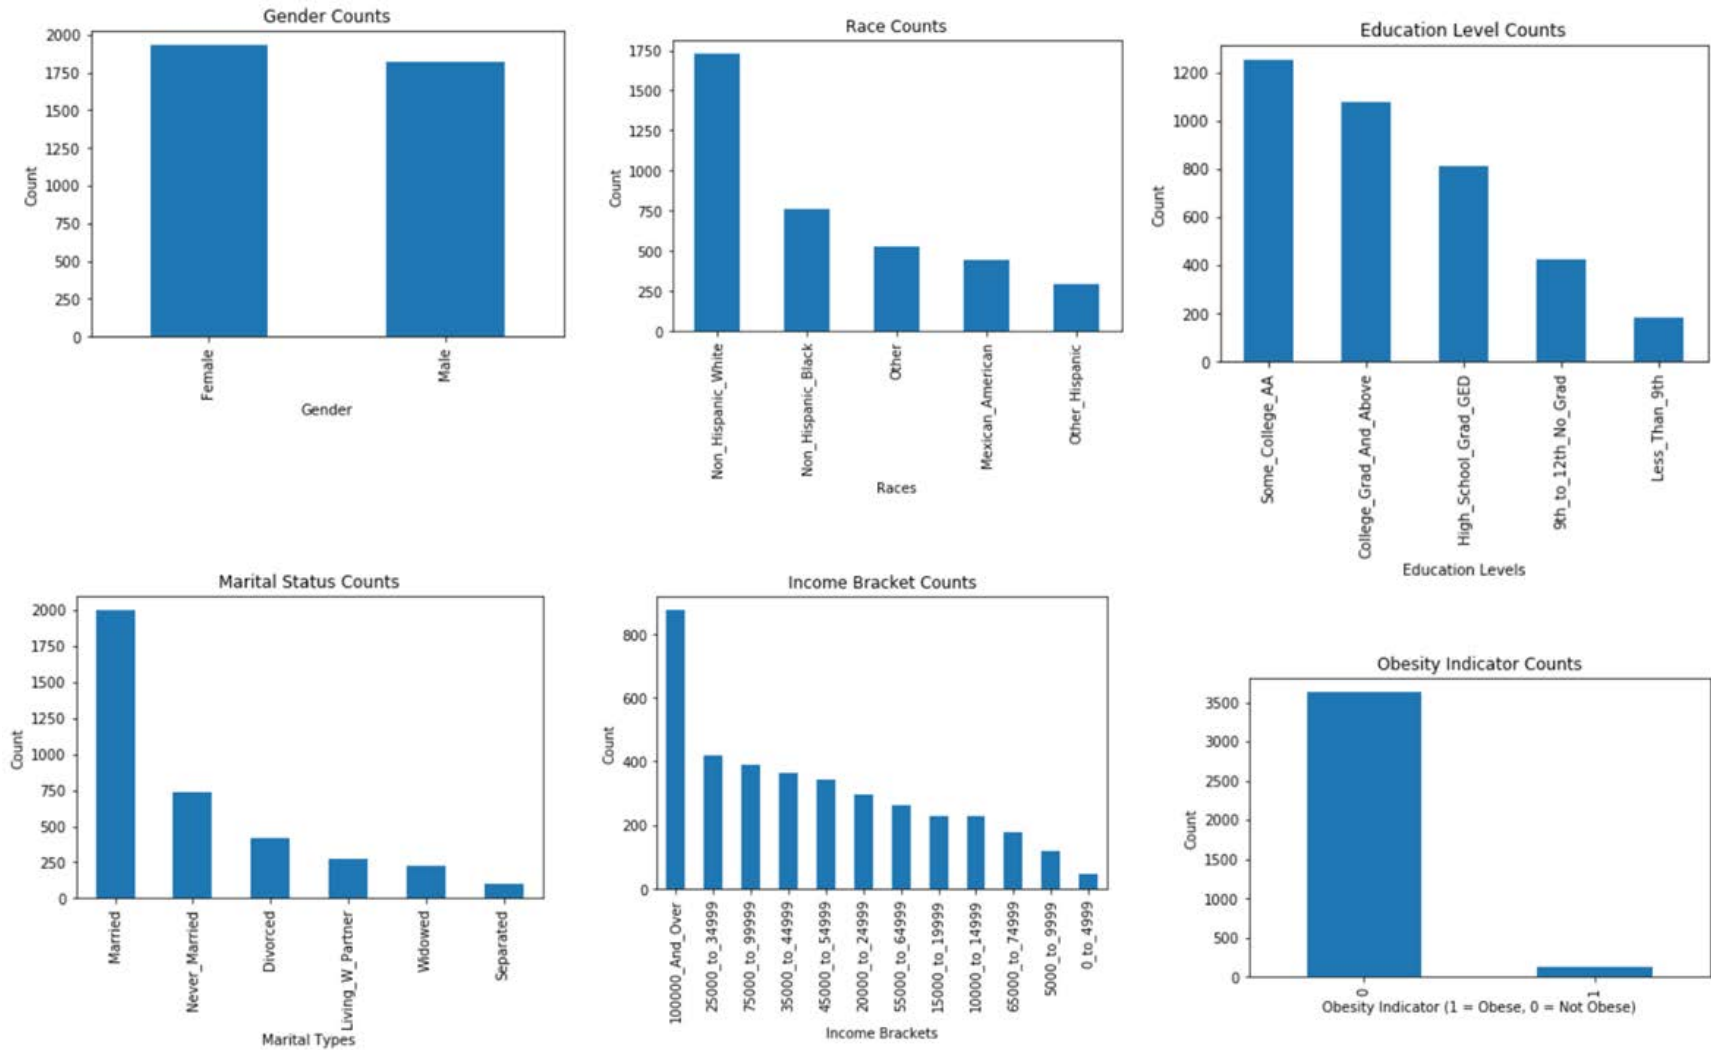 Gender Counts
2000
1750
1500
1250
1000
750
500
250
0
Count
Female
Male
Gender
Race Counts
1750
1500
1250
1000
750
500
250
0
Count
Non_Hispanic_White
Non_Hispanic_Black
Other
Mexican_American
Other_Hispanic
Races
Education Level Counts
1200
1000
800
600
400
200
0
Count
Some_College_AA
College_Grad_And_Above
High_School_Grad_GED
9th_to_12th_No_Grad
Less_Than_9th
Education Levels
Marital Status Counts
2000
1750
1500
1250
1000
750
500
250
0
Count
Married
Never_Married
Divorced
Living_W_Partner
Widowed
Separated
Marital Types
Income Bracket Counts
800
600
400
200
0
Count
100000_And_Over
25000_to_34999
75000_to_99999
35000_to_44999
45000_to_54999
20000_to_24999
55000_to_64999
15000_to_19999
10000_to_14999
65000_to_74999
5000_to_9999
0_to_4999
Income Brackets
Obesity Indicator Counts
3500
3000
2500
2000
1500
1000
500
0
Count
0
1
Obesity Indicator (1 = Obese, 0 = Not Obese)